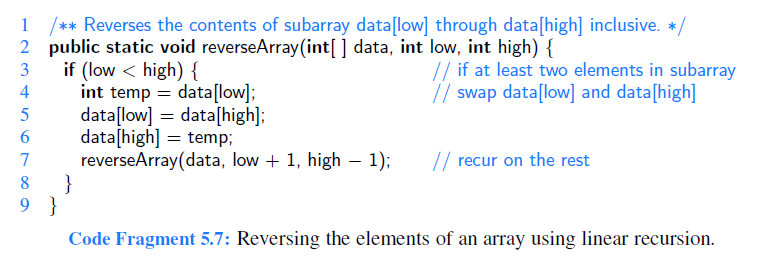 1 /** Reverses the contents of subarray data[low] through data[high] inclusive. */
2 public static void reverseArray(int[ ] data, int low, int high) {
3 if (low < high) { // if at least two elements in subarray
4 int temp = data[low]; // swap data[low] and data[high]
5 data[low] = data[high];
6 data[high] = temp;
7 reverseArray(data, low + 1, high − 1); // recur on the rest
8 }
9 }
Code Fragment 5.7: Reversing the elements of an array using linear recursion.